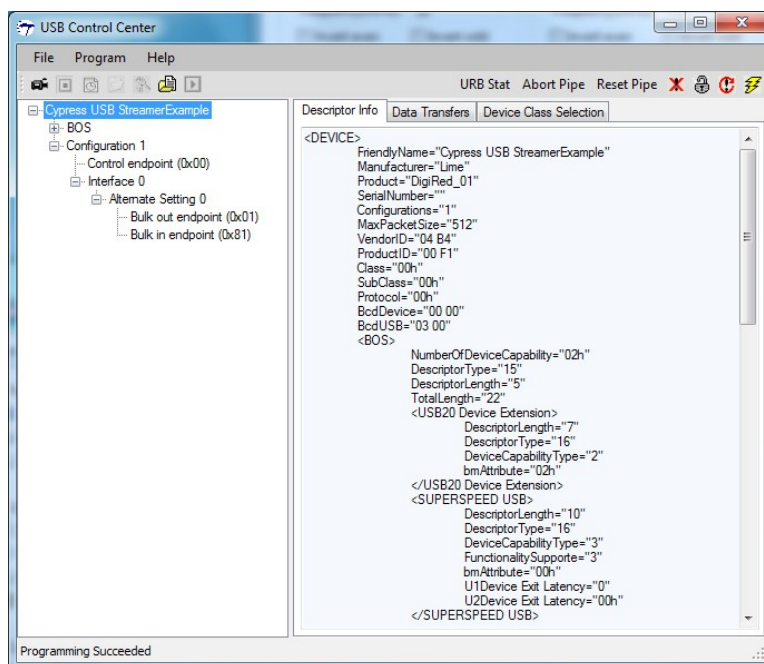 USB Control Center
File Program Help
URB Stat Abort Pipe Reset Pipe
Cypress USB StreamerExample
BOS
Configuration 1
Control endpoint (0x00)
Interface 0
Alternate Setting 0
Bulk out endpoint (0x01)
Bulk in endpoint (0x81)
Descriptor Info Data Transfers Device Class Selection
<DEVICE>
FriendlyName="Cypress USB StreamerExample"
Manufacturer="Lime"
Product="DigiRed_01"
SerialNumber=""
Configurations="1"
MaxPacketSize="512"
VendorID="04 B4"
ProductID="00 F1"
Class="00h"
SubClass="00h"
Protocol="00h"
BcdDevice="00 00"
BcdUSB="03 00"
<BOS>
NumberOfDeviceCapability="02h"
DescriptorType="15"
DescriptorLength="5"
TotalLength="22"
<USB20 Device Extension>
DescriptorLength="7"
DescriptorType="16"
DeviceCapabilityType="2"
bmAttribute="02h"
</USB20 Device Extension>
<SUPERSPEED USB>
DescriptorLength="10"
DescriptorType="16"
DeviceCapabilityType="3"
FunctionalitySupporte="3"
bmAttribute="00h"
U1Device Exit Latency="0"
U2Device Exit Latency="00h"
</SUPERSPEED USB>
Programming Succeeded